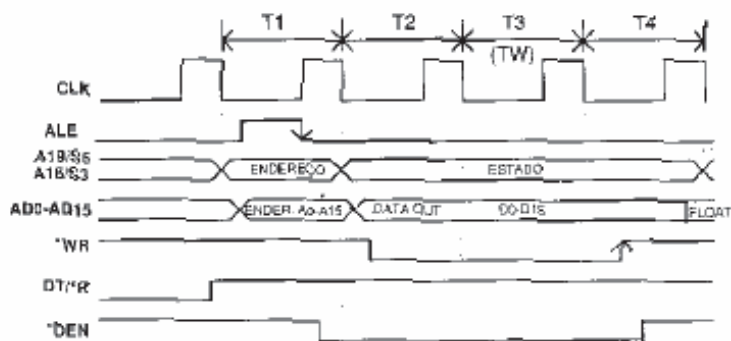 T1 T2 T3 T4
(TW)
CLK
ALE
A19/S6
A16/S3
ENDEREÇO ESTADO
AD0-AD15 ENDER. A0-A15 DATA OUT D0-D15 FLOAT
*WR
DT/*R
*DEN